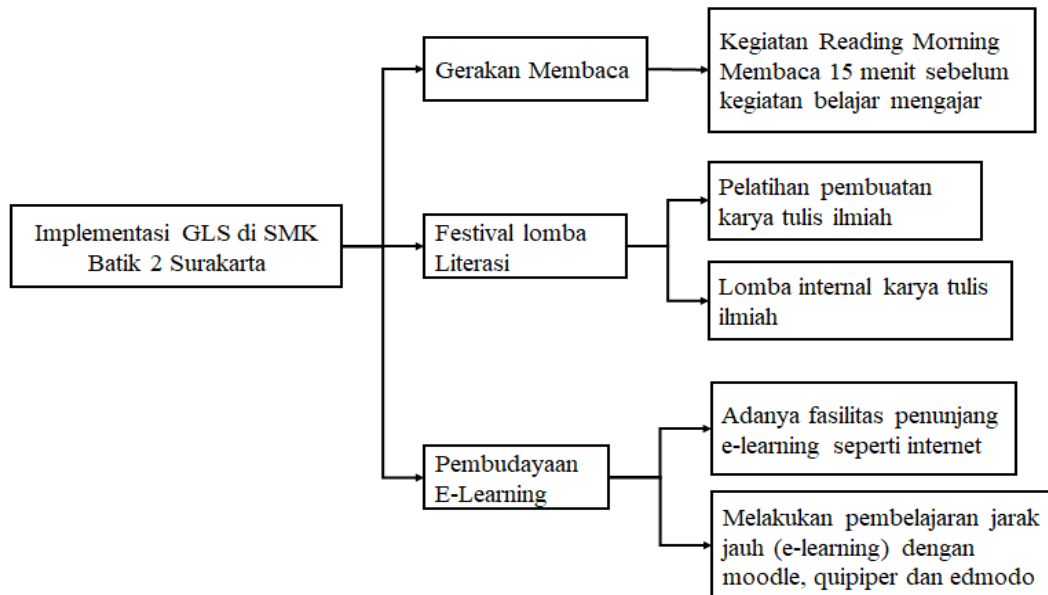 Implementasi GLS di SMK
Batik 2 Surakarta
Gerakan Membaca
Kegiatan Reading Morning
Membaca 15 menit sebelum
kegiatan belajar mengajar
Festival lomba
Literasi
Pelatihan pembuatan
karya tulis ilmiah
Lomba internal karya tulis
ilmiah
Pembudayaan
E-Learning
Adanya fasilitas penunjang
e-learning seperti internet
Melakukan pembelajaran jarak
jauh (e-learning) dengan
moodle, quipiper dan edmodo